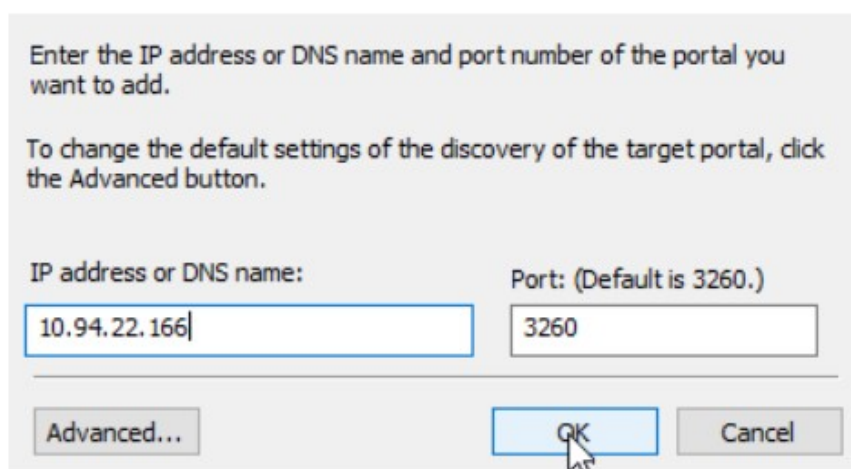 Enter the IP address or DNS name and port number of the portal you
want to add.
To change the default settings of the discovery of the target portal, click
the Advanced button.
IP address or DNS name:
Port: (Default is 3260.)
10.94.22.166
3260
Advanced...
OK
Cancel